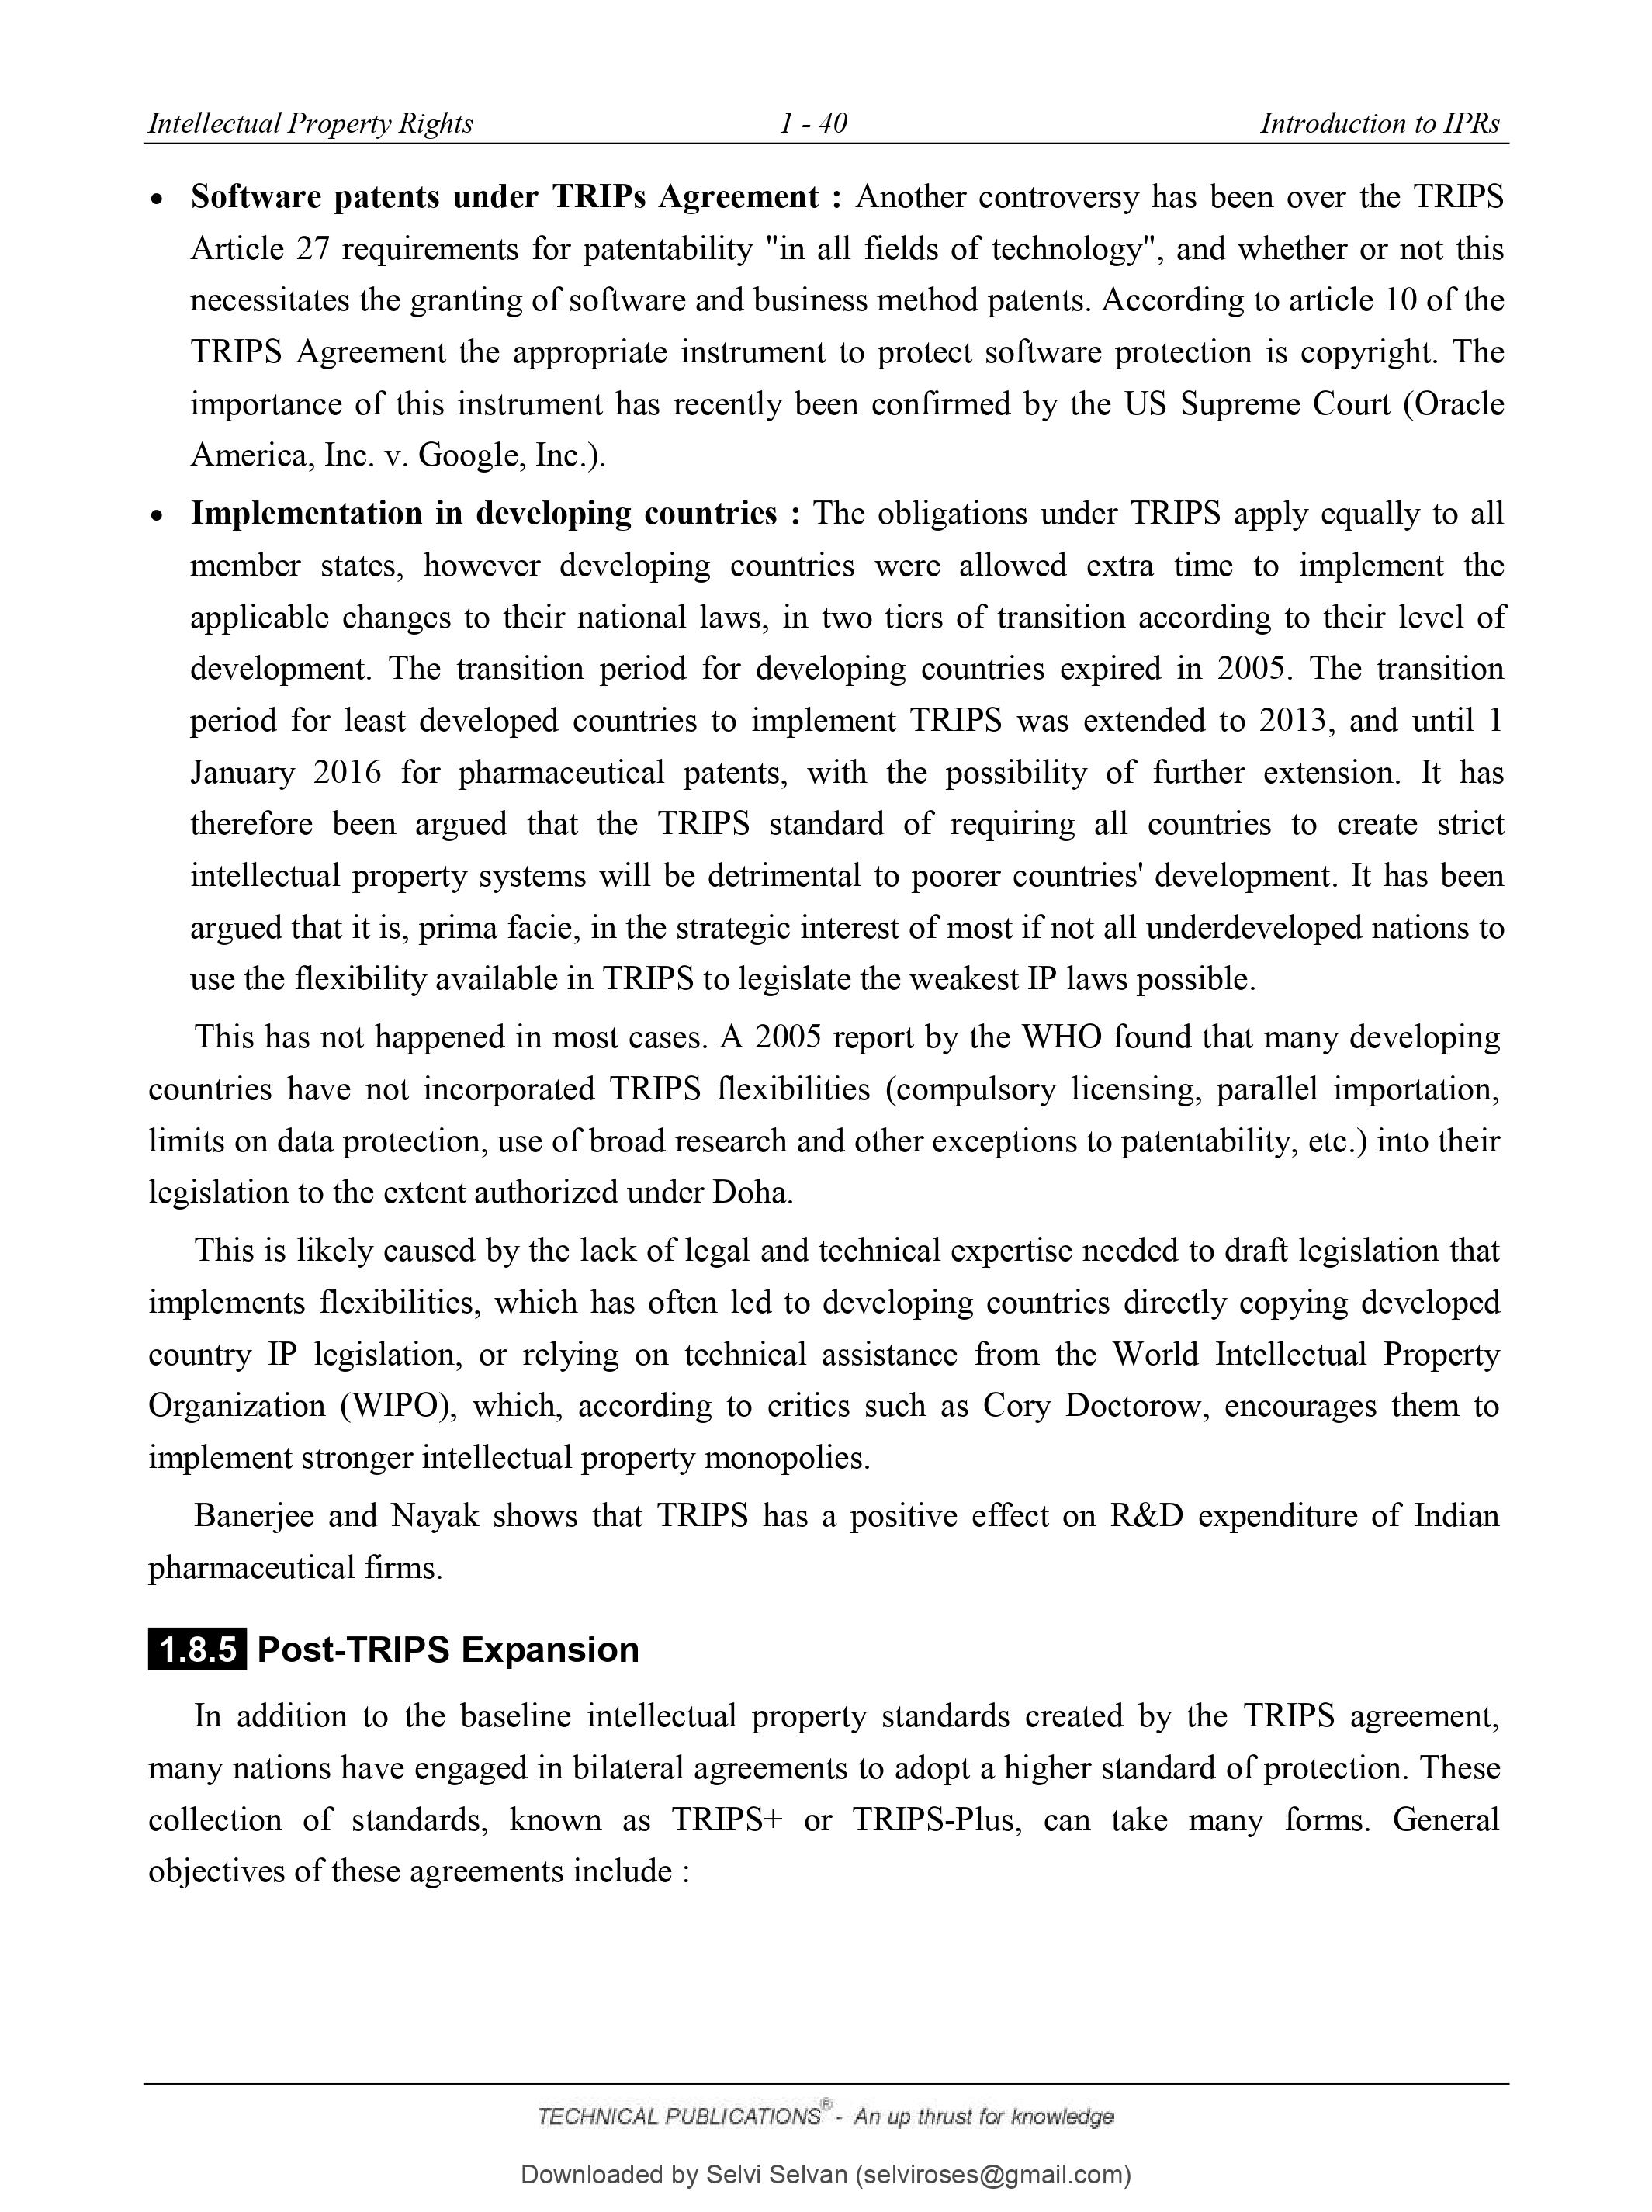 Intellectual Property Rights 1 - 40 Introduction to IPRs
• Software patents under TRIPs Agreement : Another controversy has been over the TRIPS
Article 27 requirements for patentability "in all fields of technology", and whether or not this
necessitates the granting of software and business method patents. According to article 10 of the
TRIPS Agreement the appropriate instrument to protect software protection is copyright. The
importance of this instrument has recently been confirmed by the US Supreme Court (Oracle
America, Inc. v. Google, Inc.).
• Implementation in developing countries : The obligations under TRIPS apply equally to all
member states, however developing countries were allowed extra time to implement the
applicable changes to their national laws, in two tiers of transition according to their level of
development. The transition period for developing countries expired in 2005. The transition
period for least developed countries to implement TRIPS was extended to 2013, and until 1
January 2016 for pharmaceutical patents, with the possibility of further extension. It has
therefore been argued that the TRIPS standard of requiring all countries to create strict
intellectual property systems will be detrimental to poorer countries' development. It has been
argued that it is, prima facie, in the strategic interest of most if not all underdeveloped nations to
use the flexibility available in TRIPS to legislate the weakest IP laws possible.
This has not happened in most cases. A 2005 report by the WHO found that many developing
countries have not incorporated TRIPS flexibilities (compulsory licensing, parallel importation,
limits on data protection, use of broad research and other exceptions to patentability, etc.) into their
legislation to the extent authorized under Doha.
This is likely caused by the lack of legal and technical expertise needed to draft legislation that
implements flexibilities, which has often led to developing countries directly copying developed
country IP legislation, or relying on technical assistance from the World Intellectual Property
Organization (WIPO), which, according to critics such as Cory Doctorow, encourages them to
implement stronger intellectual property monopolies.
Banerjee and Nayak shows that TRIPS has a positive effect on R&D expenditure of Indian
pharmaceutical firms.
1.8.5 Post-TRIPS Expansion
In addition to the baseline intellectual property standards created by the TRIPS agreement,
many nations have engaged in bilateral agreements to adopt a higher standard of protection. These
collection of standards, known as TRIPS+ or TRIPS-Plus, can take many forms. General
objectives of these agreements include :
TECHNICAL PUBLICATIONS® - An up thrust for knowledge
Downloaded by Selvi Selvan (selviroses@gmail.com)